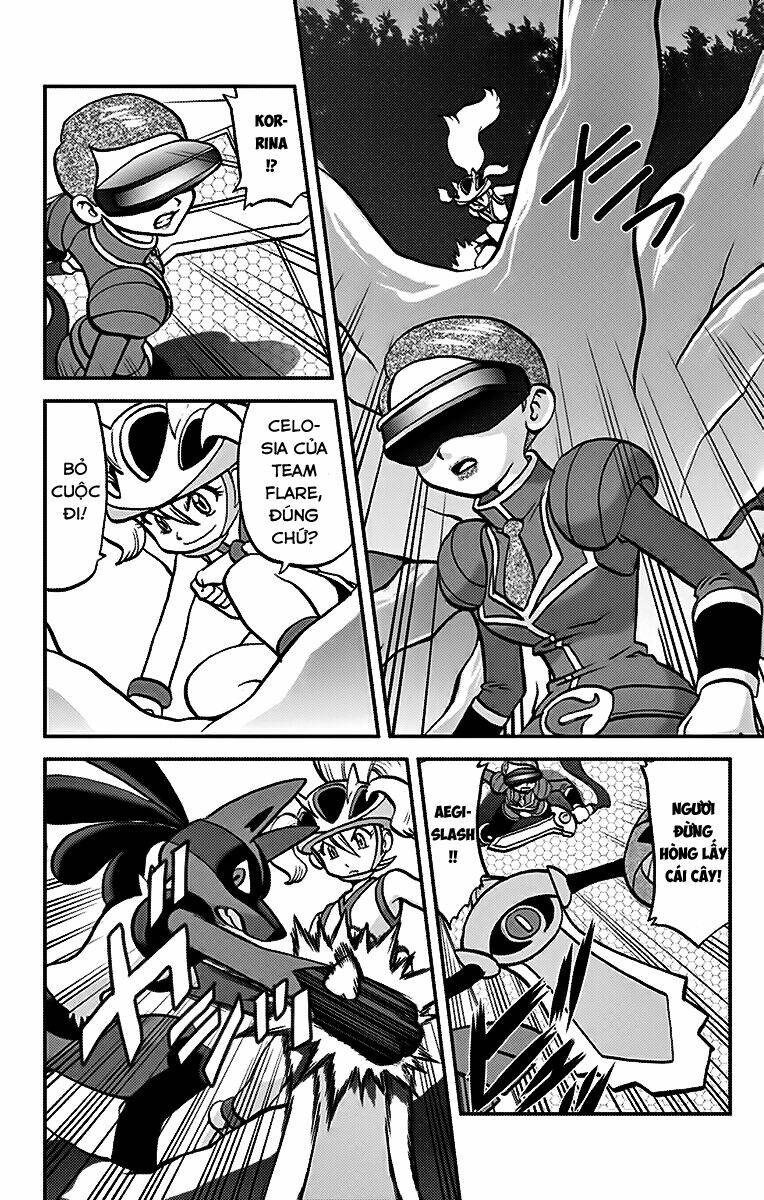 KOR-
RINA
!?
CELO-
SIA CỦA
TEAM
FLARE,
ĐÚNG
CHỨ?
BỎ
CUỘC
ĐI!
NGƯƠI
ĐỪNG
HÒNG LẤY
CÁI CÂY!
AEGI-
SLASH
!!